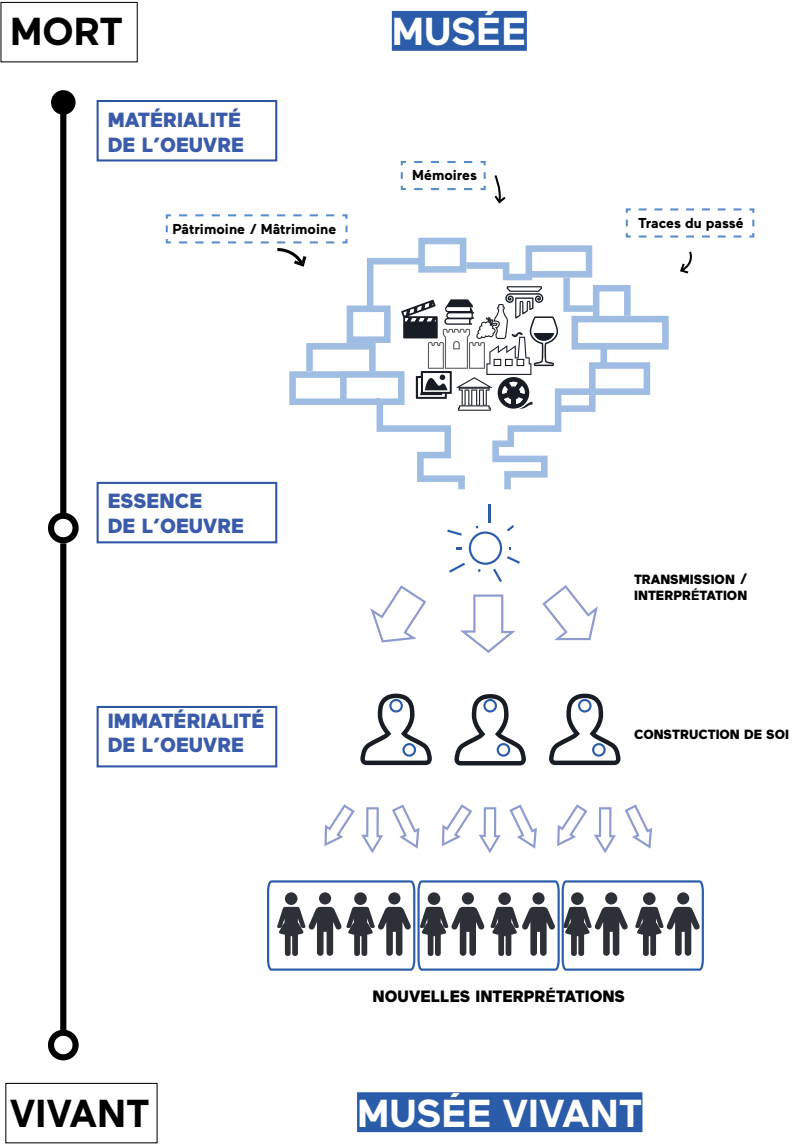 MORT
MUSÉE
MATÉRIALITÉ
DE L'OEUVRE
Mémoires
Pâtrimoine / Mâtrimoine
Traces du passé
ESSENCE
DE L'OEUVRE
TRANSMISSION /
INTERPRÉTATION
IMMATÉRIALITÉ
DE L'OEUVRE
CONSTRUCTION DE SOI
NOUVELLES INTERPRÉTATIONS
VIVANT
MUSÉE VIVANT